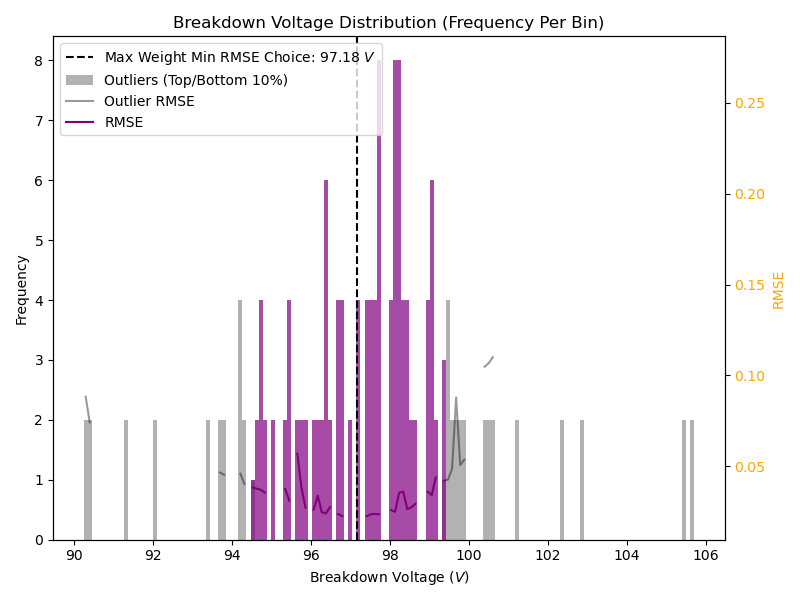 Breakdown Voltage Distribution (Frequency Per Bin)
Max Weight Min RMSE Choice: 97.18 V
Outliers (Top/Bottom 10%)
Outlier RMSE
RMSE
Frequency
8
7
6
5
4
3
2
1
0
0.25
0.20
0.15
0.10
0.05
RMSE
90 92 94 96 98 100 102 104 106
Breakdown Voltage (V)